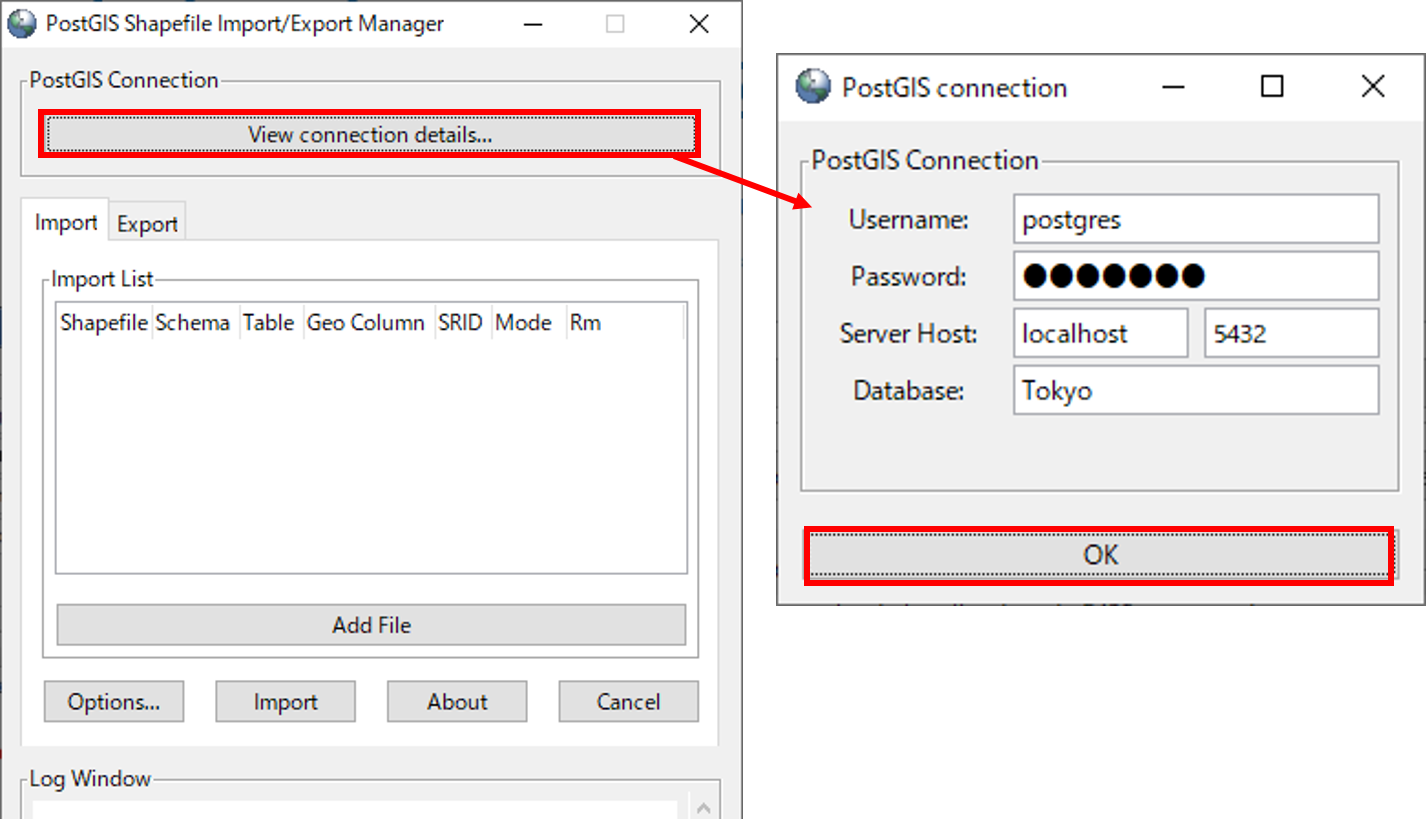 PostGIS Shapefile Import/Export Manager
PostGIS Connection
View connection details...
Import Export
Import List
Shapefile Schema Table Geo Column SRID Mode Rm
Add File
Options... Import About Cancel
Log Window
PostGIS connection
PostGIS Connection
Username: postgres
Password: ●●●●●●●
Server Host: localhost 5432
Database: Tokyo
OK